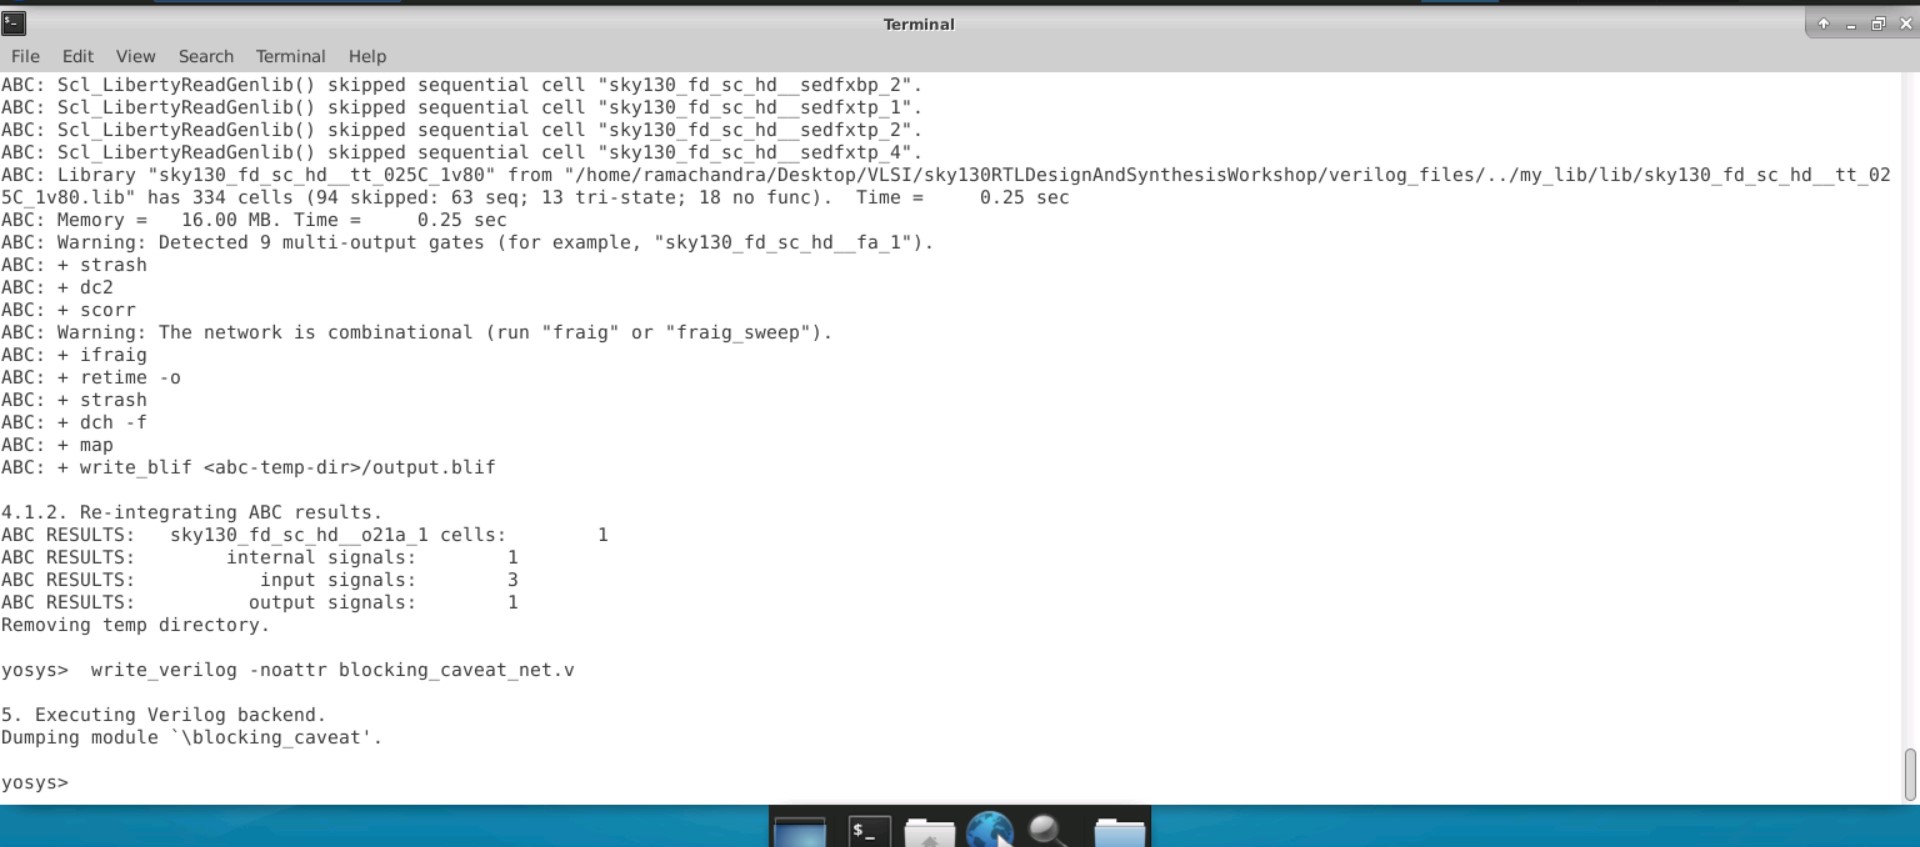 Terminal
File Edit View Search Terminal Help
ABC: Scl_LibertyReadGenlib() skipped sequential cell "sky130_fd_sc_hd__sedfxbp_2".
ABC: Scl_LibertyReadGenlib() skipped sequential cell "sky130_fd_sc_hd__sedfxtp_1".
ABC: Scl_LibertyReadGenlib() skipped sequential cell "sky130_fd_sc_hd__sedfxtp_2".
ABC: Scl_LibertyReadGenlib() skipped sequential cell "sky130_fd_sc_hd__sedfxtp_4".
ABC: Library "sky130_fd_sc_hd__tt_025C_1v80" from "/home/ramachandra/Desktop/VLSI/sky130RTLDesignAndSynthesisWorkshop/verilog_files/../my_lib/lib/sky130_fd_sc_hd__tt_02
5C_1v80.lib" has 334 cells (94 skipped: 63 seq; 13 tri-state; 18 no func).  Time =     0.25 sec
ABC: Memory =   16.00 MB. Time =     0.25 sec
ABC: Warning: Detected 9 multi-output gates (for example, "sky130_fd_sc_hd__fa_1").
ABC: + strash
ABC: + dc2
ABC: + scorr
ABC: Warning: The network is combinational (run "fraig" or "fraig_sweep").
ABC: + ifraig
ABC: + retime -o
ABC: + strash
ABC: + dch -f
ABC: + map
ABC: + write_blif <abc-temp-dir>/output.blif
4.1.2. Re-integrating ABC results.
ABC RESULTS:   sky130_fd_sc_hd__o21a_1 cells:        1
ABC RESULTS:        internal signals:        1
ABC RESULTS:           input signals:        3
ABC RESULTS:          output signals:        1
Removing temp directory.
yosys>  write_verilog -noattr blocking_caveat_net.v
5. Executing Verilog backend.
Dumping module `\blocking_caveat'.
yosys>
$_